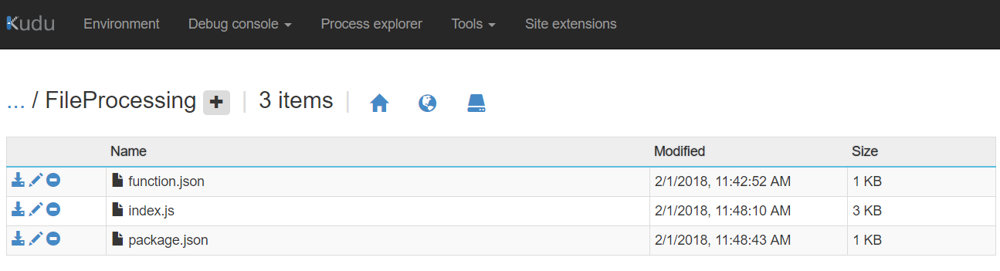 Kudu Environment Debug console Process explorer Tools Site extensions
... / FileProcessing + | 3 items |
Name Modified Size
function.json 2/1/2018, 11:42:52 AM 1 KB
index.js 2/1/2018, 11:48:10 AM 3 KB
package.json 2/1/2018, 11:48:43 AM 1 KB